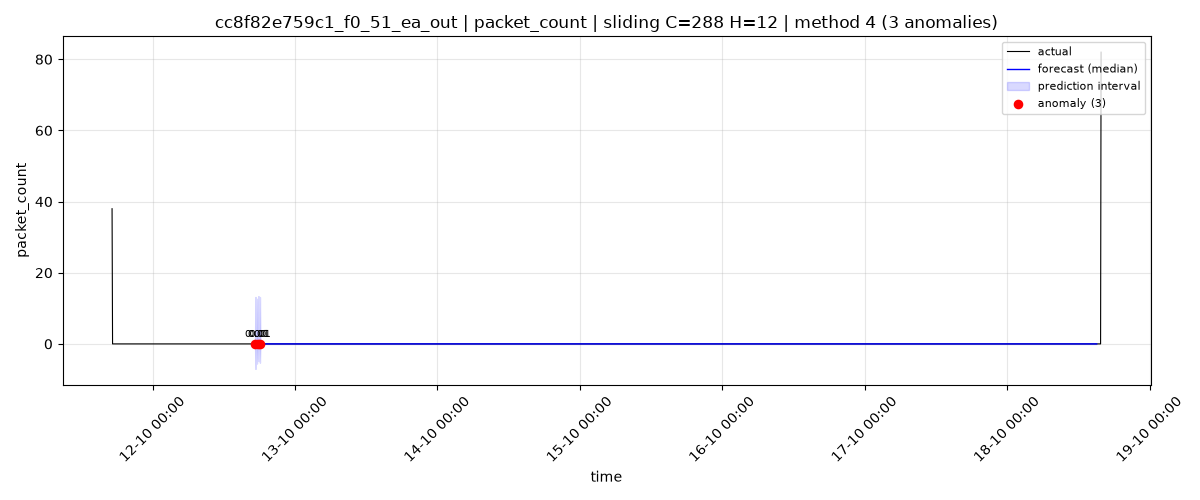 cc8f82e759c1_f0_51_ea_out | packet_count | sliding C=288 H=12 | method 4 (3 anomalies)
actual
forecast (median)
prediction interval
anomaly (3)
packet_count
80
60
40
20
0
12-10 00:00
13-10 00:00
14-10 00:00
15-10 00:00
16-10 00:00
17-10 00:00
18-10 00:00
19-10 00:00
time